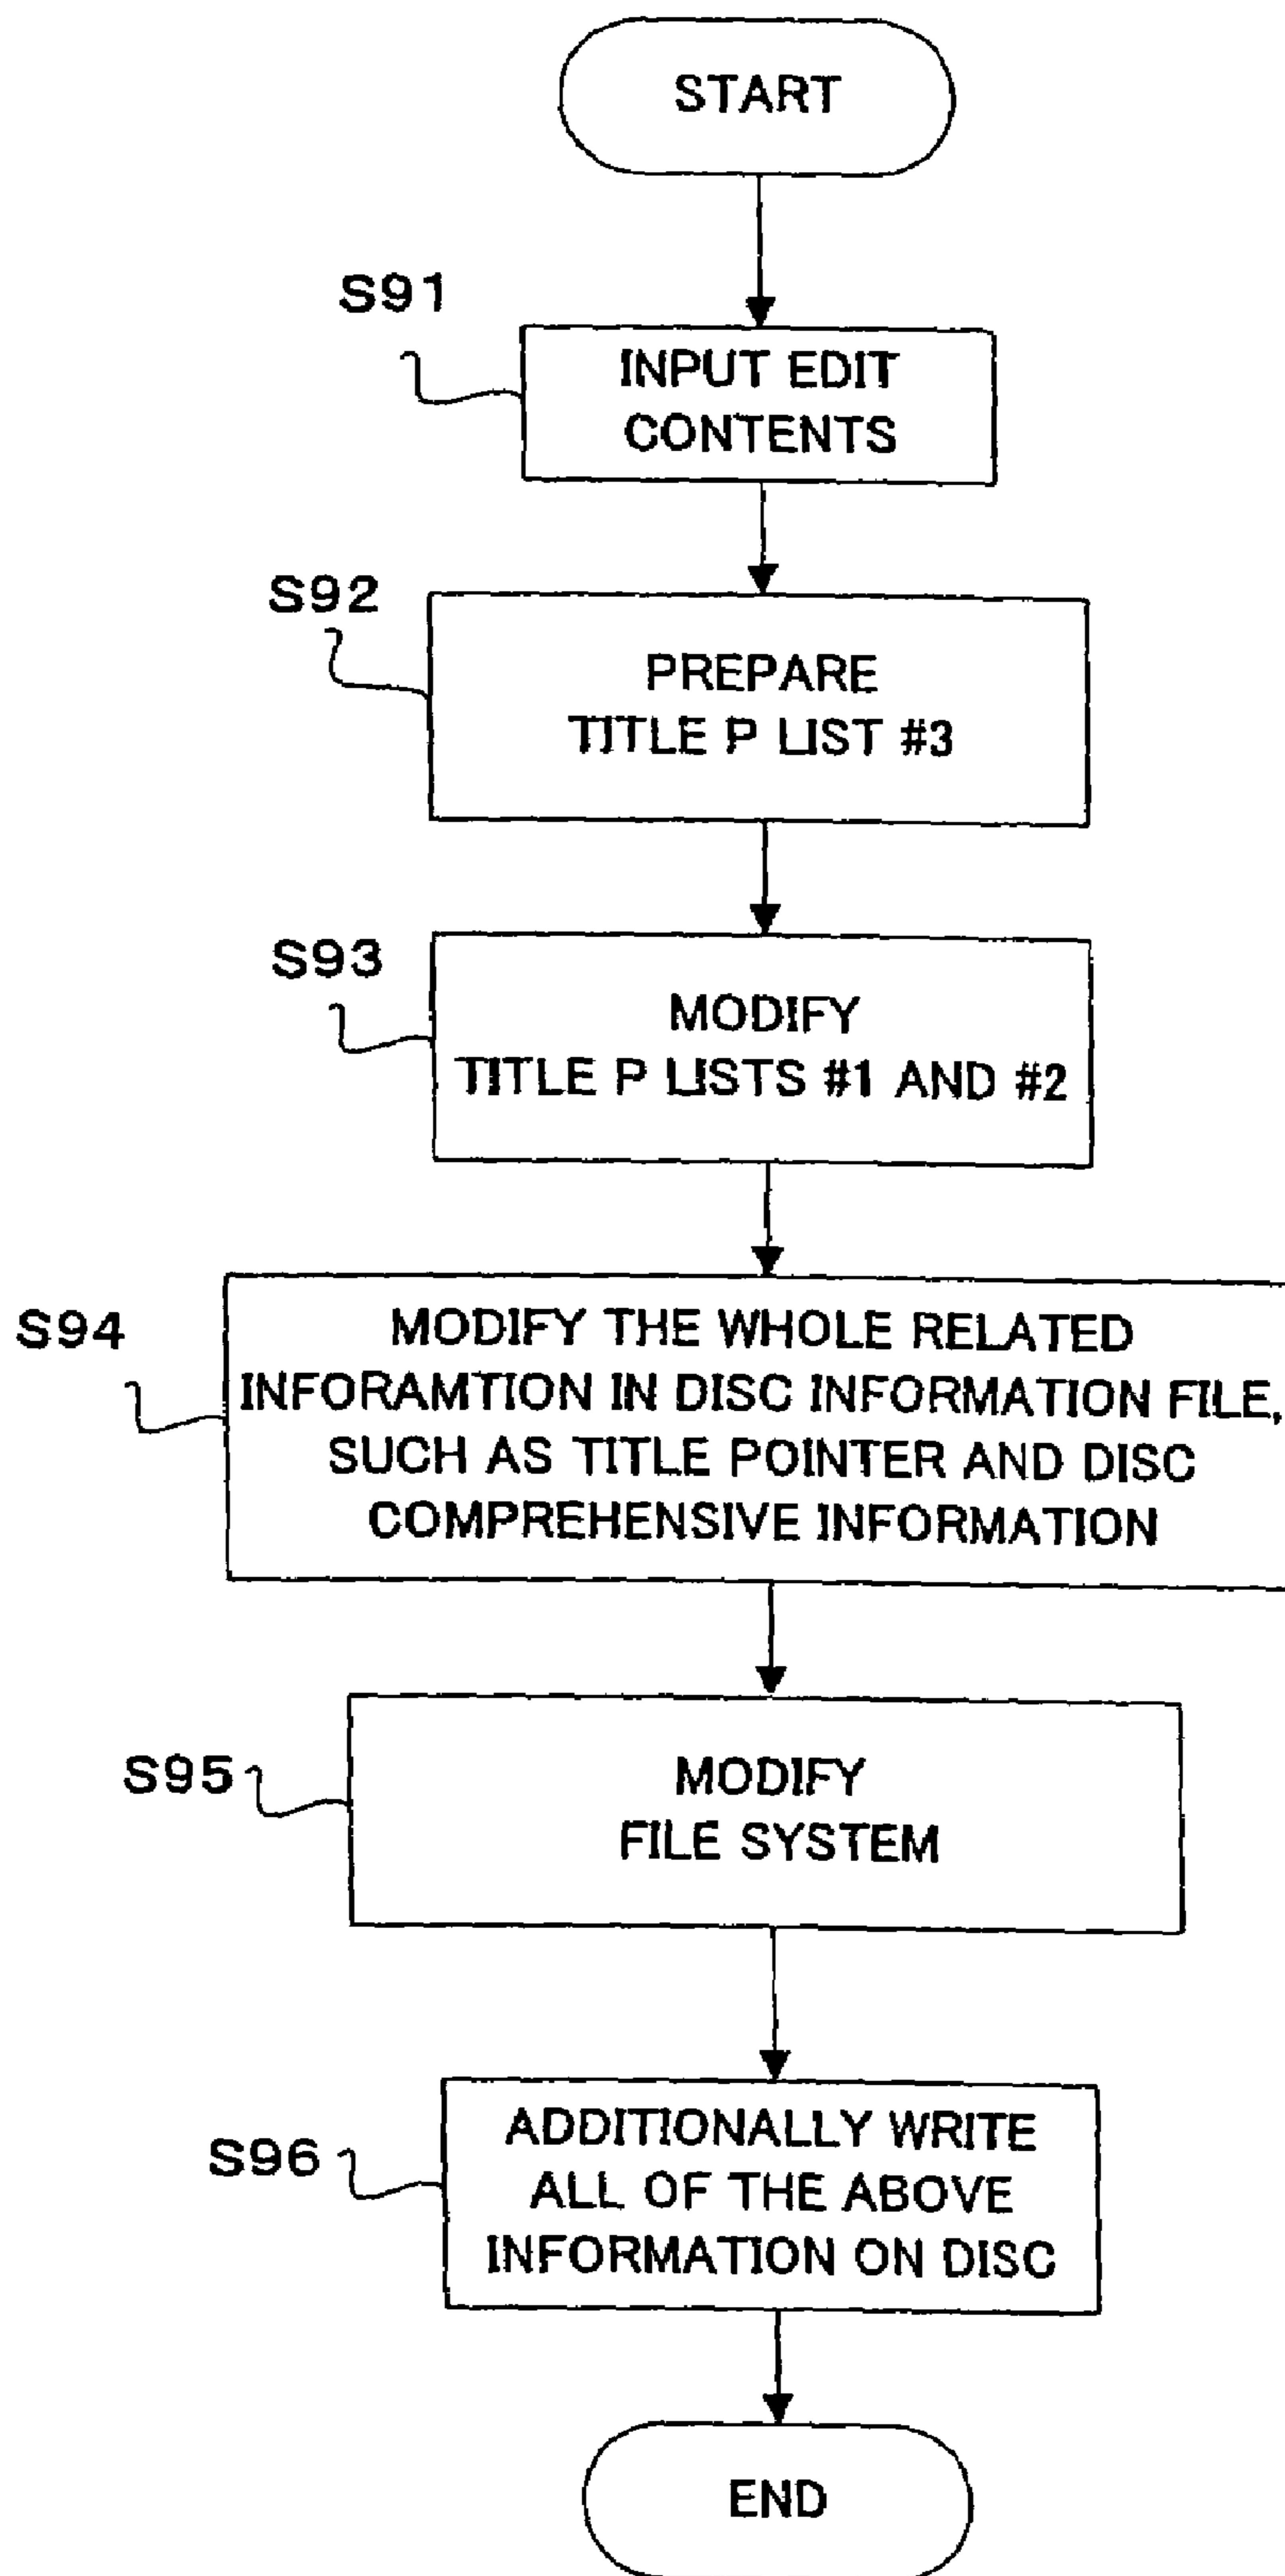 START
S91
INPUT EDIT
CONTENTS
S92
PREPARE
TITLE P LIST #3
S93
MODIFY
TITLE P LISTS #1 AND #2
S94
MODIFY THE WHOLE RELATED
INFORAMTION IN DISC INFORMATION FILE,
SUCH AS TITLE POINTER AND DISC
COMPREHENSIVE INFORMATION
S95
MODIFY
FILE SYSTEM
S96
ADDITIONALLY WRITE
ALL OF THE ABOVE
INFORMATION ON DISC
END